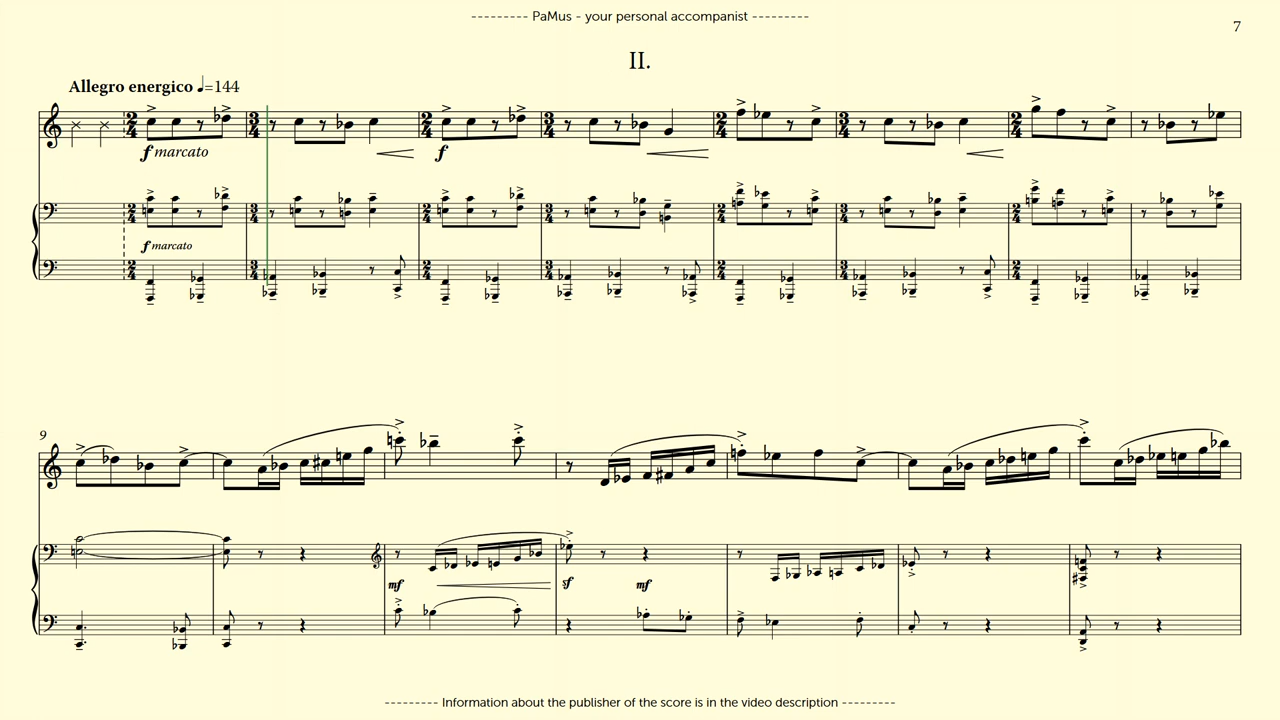 --------- PaMus - your personal accompanist ---------
7
II.
Allegro energico ♩=144
f marcato
f
f marcato
9
mf
sf
mf
--------- Information about the publisher of the score is in the video description ---------